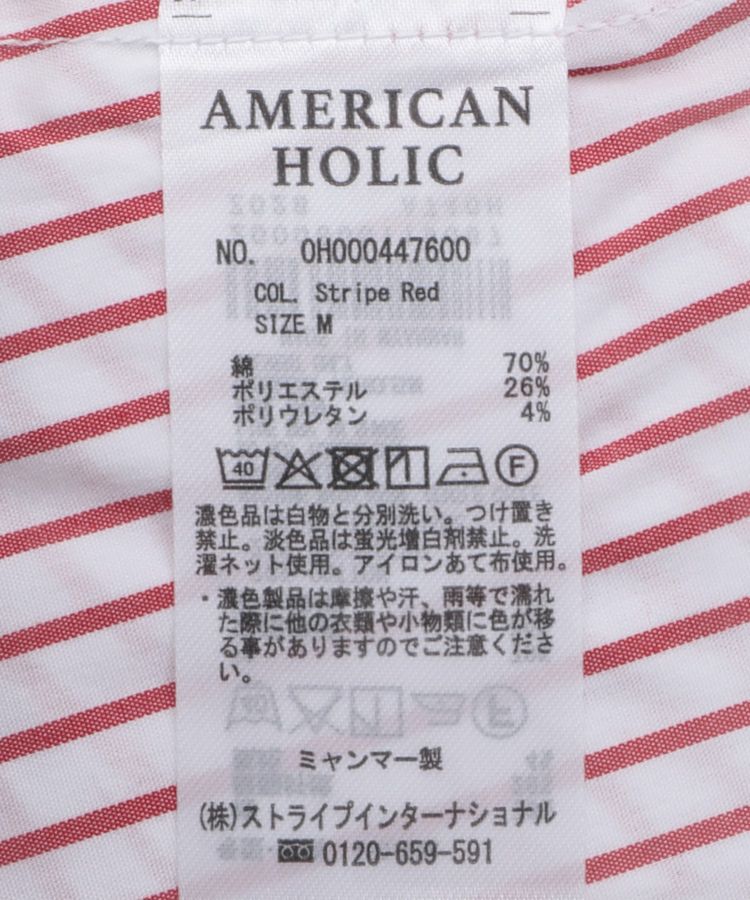 AMERICAN
HOLIC
NO. 0H000447600
COL. Stripe Red
SIZE M
綿 70%
ポリエステル 26%
ポリウレタン 4%
40 F
濃色品は白物と分別洗い。つけ置き
禁止。淡色品は蛍光増白剤禁止。洗
濯ネット使用。アイロンあて布使用。
・濃色製品は摩擦や汗、雨等で濡れ
た際に他の衣類や小物類に色が移
る事がありますのでご注意くださ
い。
ミャンマー製
(株)ストライプインターナショナル
0120-659-591